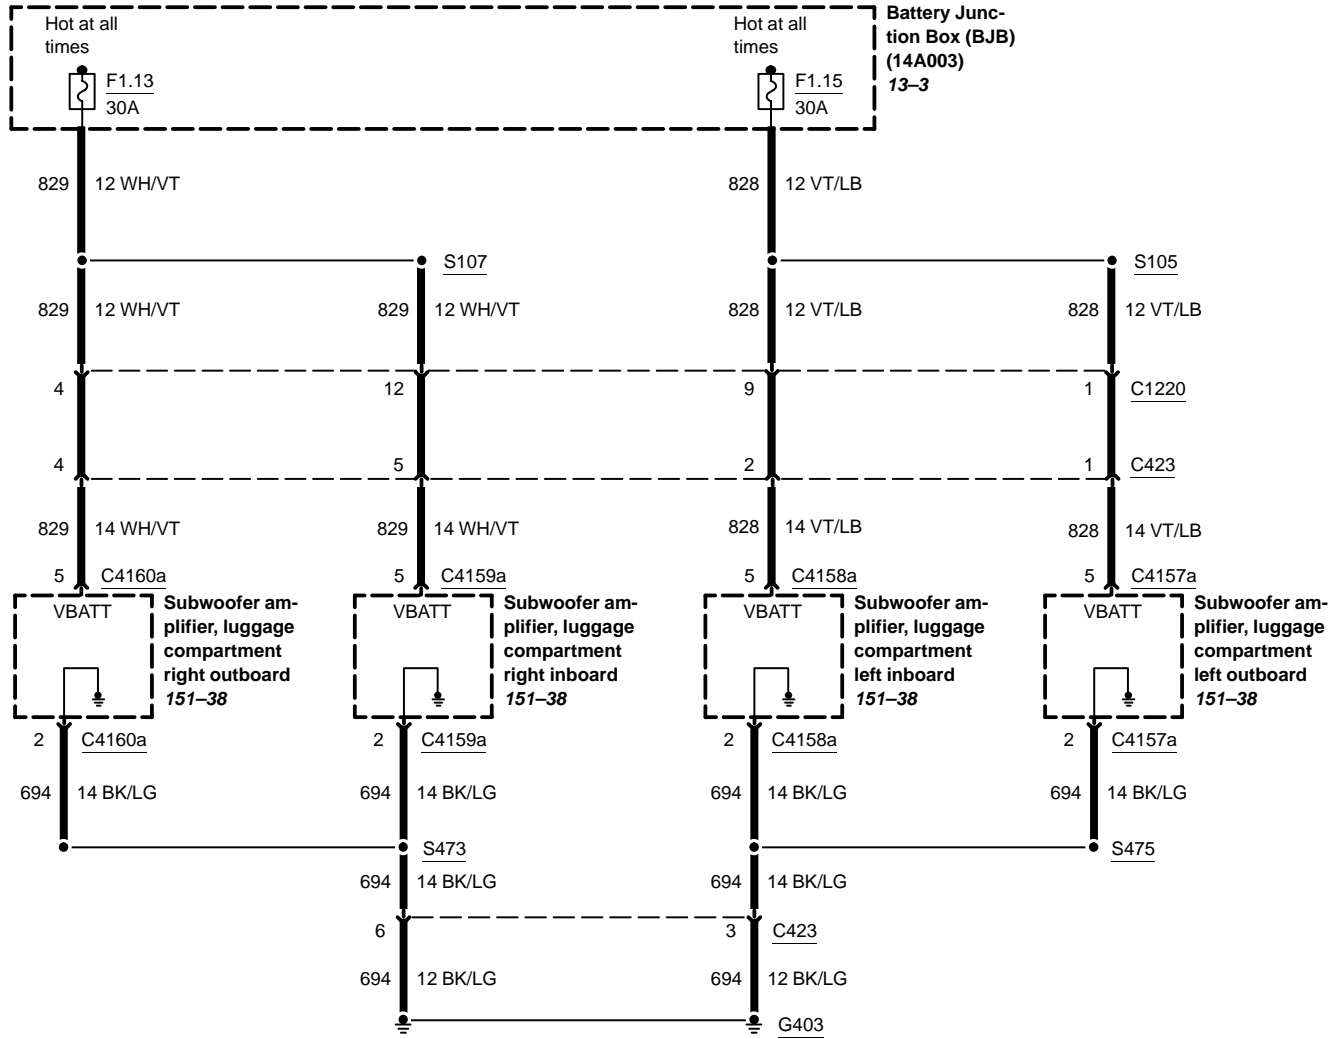 Hot at all
times
F1.13
30A
Hot at all
times
F1.15
30A
Battery Junc-
tion Box (BJB)
(14A003)
13–3
829 12 WH/VT
828 12 VT/LB
S107
S105
829 12 WH/VT
829 12 WH/VT
828 12 VT/LB
828 12 VT/LB
4 12 9 1 C1220
4 5 2 1 C423
829 14 WH/VT
829 14 WH/VT
828 14 VT/LB
828 14 VT/LB
5 C4160a
5 C4159a
5 C4158a
5 C4157a
VBATT
Subwoofer am-
plifier, luggage
compartment
right outboard
151–38
VBATT
Subwoofer am-
plifier, luggage
compartment
right inboard
151–38
VBATT
Subwoofer am-
plifier, luggage
compartment
left inboard
151–38
VBATT
Subwoofer am-
plifier, luggage
compartment
left outboard
151–38
2 C4160a
2 C4159a
2 C4158a
2 C4157a
694 14 BK/LG
694 14 BK/LG
694 14 BK/LG
694 14 BK/LG
S473
S475
694 14 BK/LG
694 14 BK/LG
6 3 C423
694 12 BK/LG
694 12 BK/LG
G403